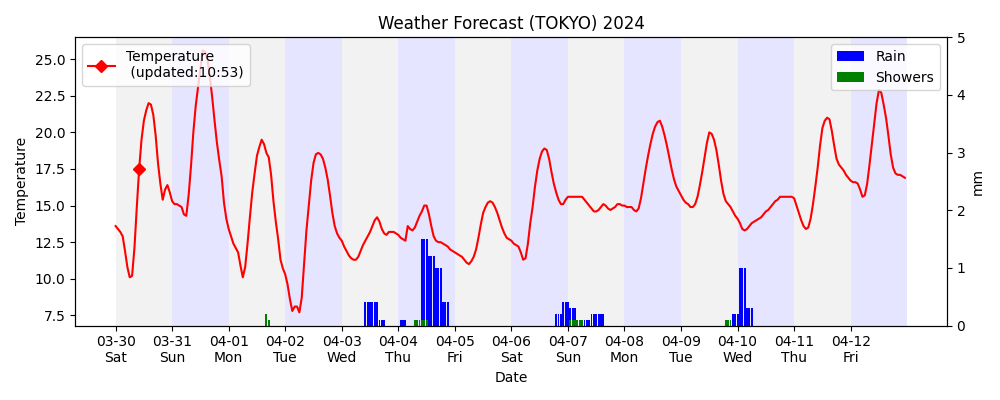 Weather Forecast (TOKYO) 2024
Temperature
(updated:10:53)
Rain
Showers
Temperature
25.0
22.5
20.0
17.5
15.0
12.5
10.0
7.5
5
4
3
2
1
0
mm
03-30 03-31 04-01 04-02 04-03 04-04 04-05 04-06 04-07 04-08 04-09 04-10 04-11 04-12
Sat Sun Mon Tue Wed Thu Fri Sat Sun Mon Tue Wed Thu Fri
Date